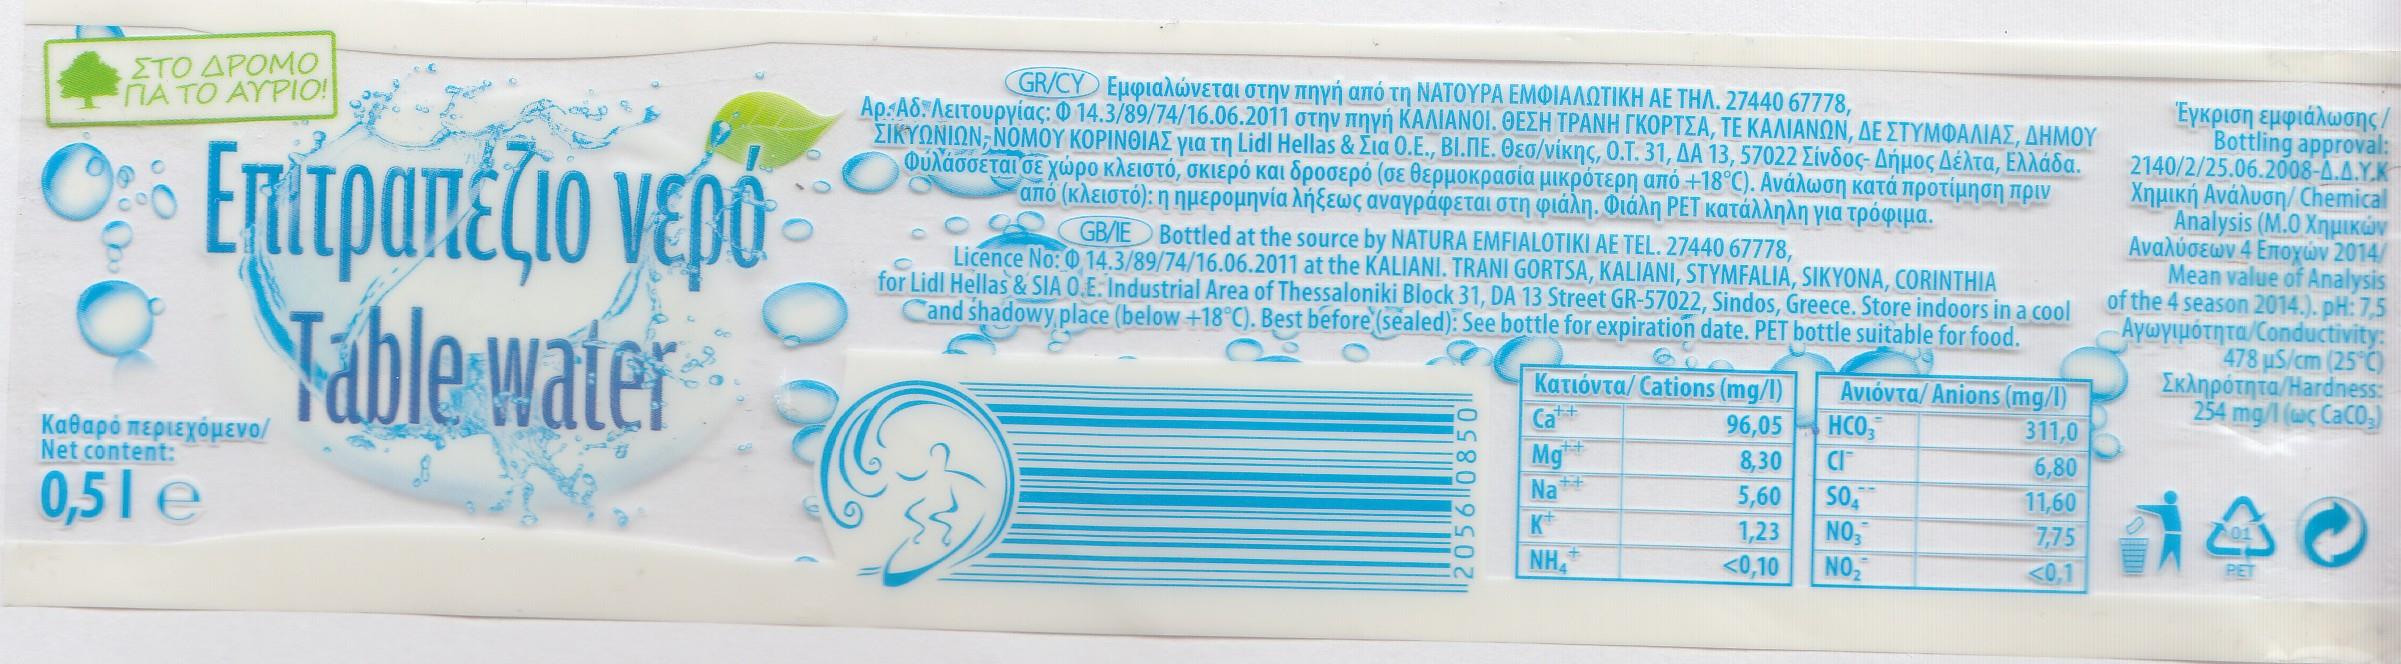 ΣΤΟ ΔΡΟΜΟ
ΓΙΑ ΤΟ ΑΥΡΙΟ!
Επιτραπέζιο νερό
Table water
Καθαρό περιεχόμενο/
Net content:
0,5 l e
GR/CY Εμφιαλώνεται στην πηγή από τη ΝΑΤΟΥΡΑ ΕΜΦΙΑΛΩΤΙΚΗ ΑΕ ΤΗΛ. 27440 67778,
Αρ. Αδ. Λειτουργίας: Φ 14.3/89/74/16.06.2011 στην πηγή ΚΑΛΙΑΝΟΙ. ΘΕΣΗ ΤΡΑΝΗ ΓΚΟΡΤΣΑ, ΤΕ ΚΑΛΙΑΝΩΝ, ΔΕ ΣΤΥΜΦΑΛΙΑΣ, ΔΗΜΟΥ
ΣΙΚΥΩΝΙΩΝ, ΝΟΜΟΥ ΚΟΡΙΝΘΙΑΣ για τη Lidl Hellas & Σια Ο.Ε., ΒΙ.ΠΕ. Θεσ/νίκης, Ο.Τ. 31, ΔΑ 13, 57022 Σίνδος- Δήμος Δέλτα, Ελλάδα.
Φυλάσσεται σε χώρο κλειστό, σκιερό και δροσερό (σε θερμοκρασία μικρότερη από +18°C). Ανάλωση κατά προτίμηση πριν
από (κλειστό): η ημερομηνία λήξεως αναγράφεται στη φιάλη. Φιάλη PET κατάλληλη για τρόφιμα.
GB/IE Bottled at the source by NATURA EMFIALOTIKI AE TEL. 27440 67778,
Licence No: Φ 14.3/89/74/16.06.2011 at the KALIANI. TRANI GORTSA, KALIANI, STYMFALIA, SIKYONA, CORINTHIA
for Lidl Hellas & SIA O.E. Industrial Area of Thessaloniki Block 31, DA 13 Street GR-57022, Sindos, Greece. Store indoors in a cool
and shadowy place (below +18°C). Best before (sealed): See bottle for expiration date. PET bottle suitable for food.
20560850
Κατιόντα/ Cations (mg/l)
Ca++ 96,05
Mg++ 8,30
Na++ 5,60
K+ 1,23
NH4+ <0,10
Ανιόντα/ Anions (mg/l)
HCO3- 311,0
Cl- 6,80
SO4-- 11,60
NO3- 7,75
NO2- <0,1
Έγκριση εμφιάλωσης/
Bottling approval:
2140/2/25.06.2008-Δ.Δ.Υ.Κ
Χημική Ανάλυση/ Chemical
Analysis (Μ.Ο Χημικών
Αναλύσεων 4 Εποχών 2014/
Mean value of Analysis
of the 4 season 2014.). pH: 7,5
Αγωγιμότητα/Conductivity:
478 μS/cm (25°C)
Σκληρότητα/Hardness:
254 mg/l (ως CaCO3)
01
PET